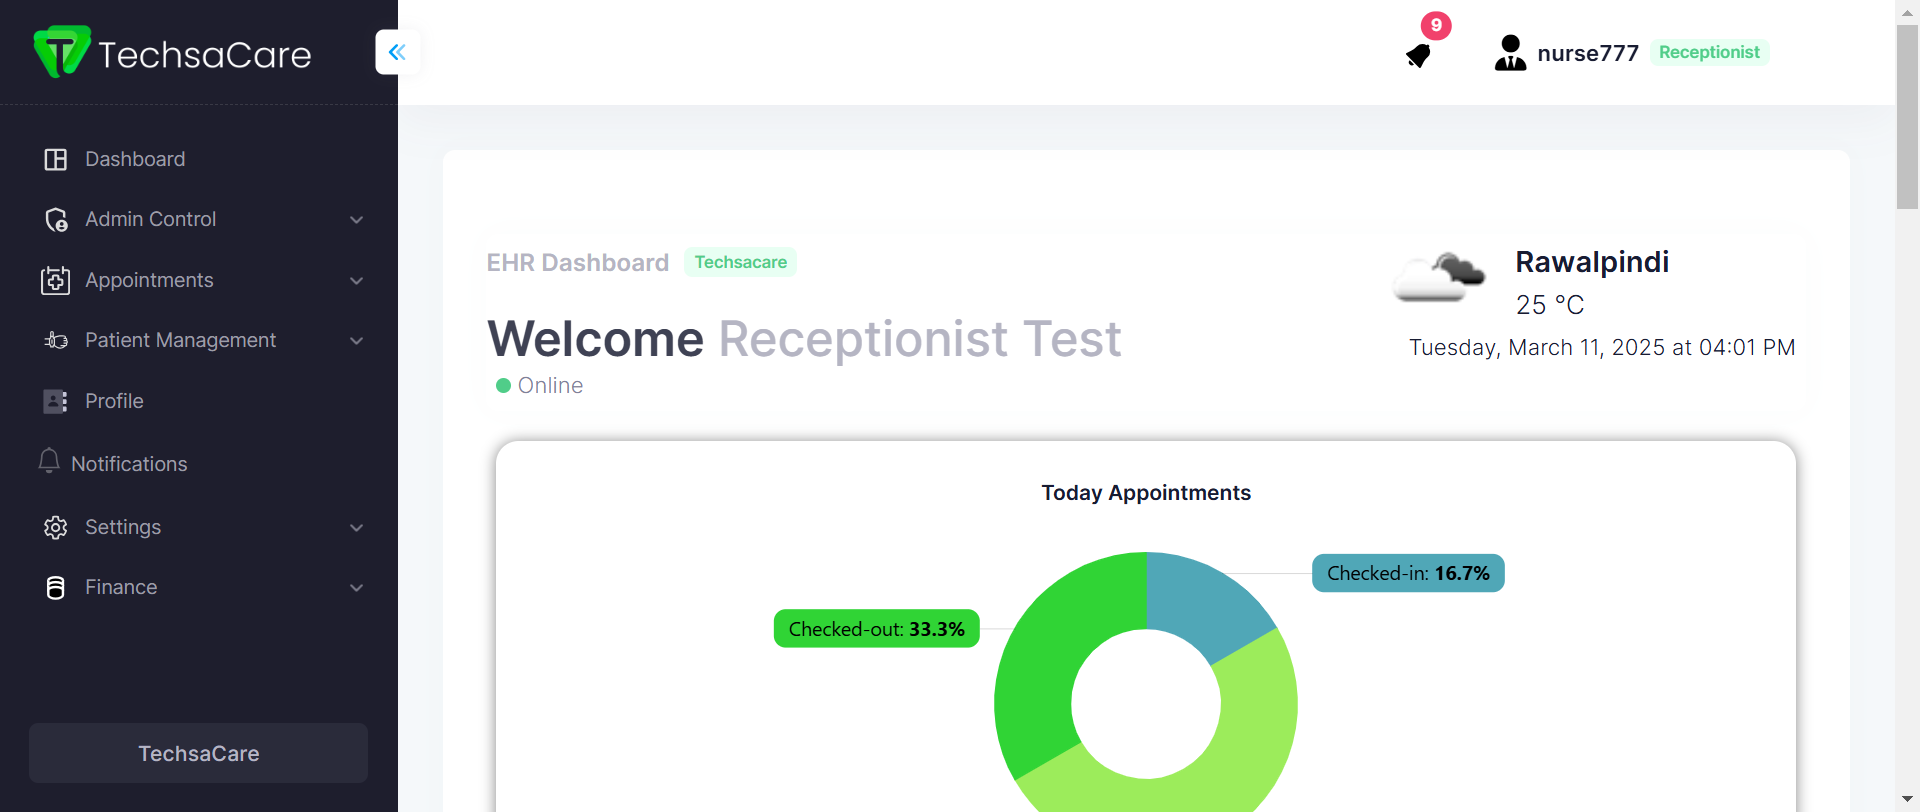 TechsaCare
9
nurse777 Receptionist
Dashboard
Admin Control
Appointments
Patient Management
Profile
Notifications
Settings
Finance
TechsaCare
EHR Dashboard Techsacare
Welcome Receptionist Test
Online
Rawalpindi
25 °C
Tuesday, March 11, 2025 at 04:01 PM
Today Appointments
Checked-in: 16.7%
Checked-out: 33.3%